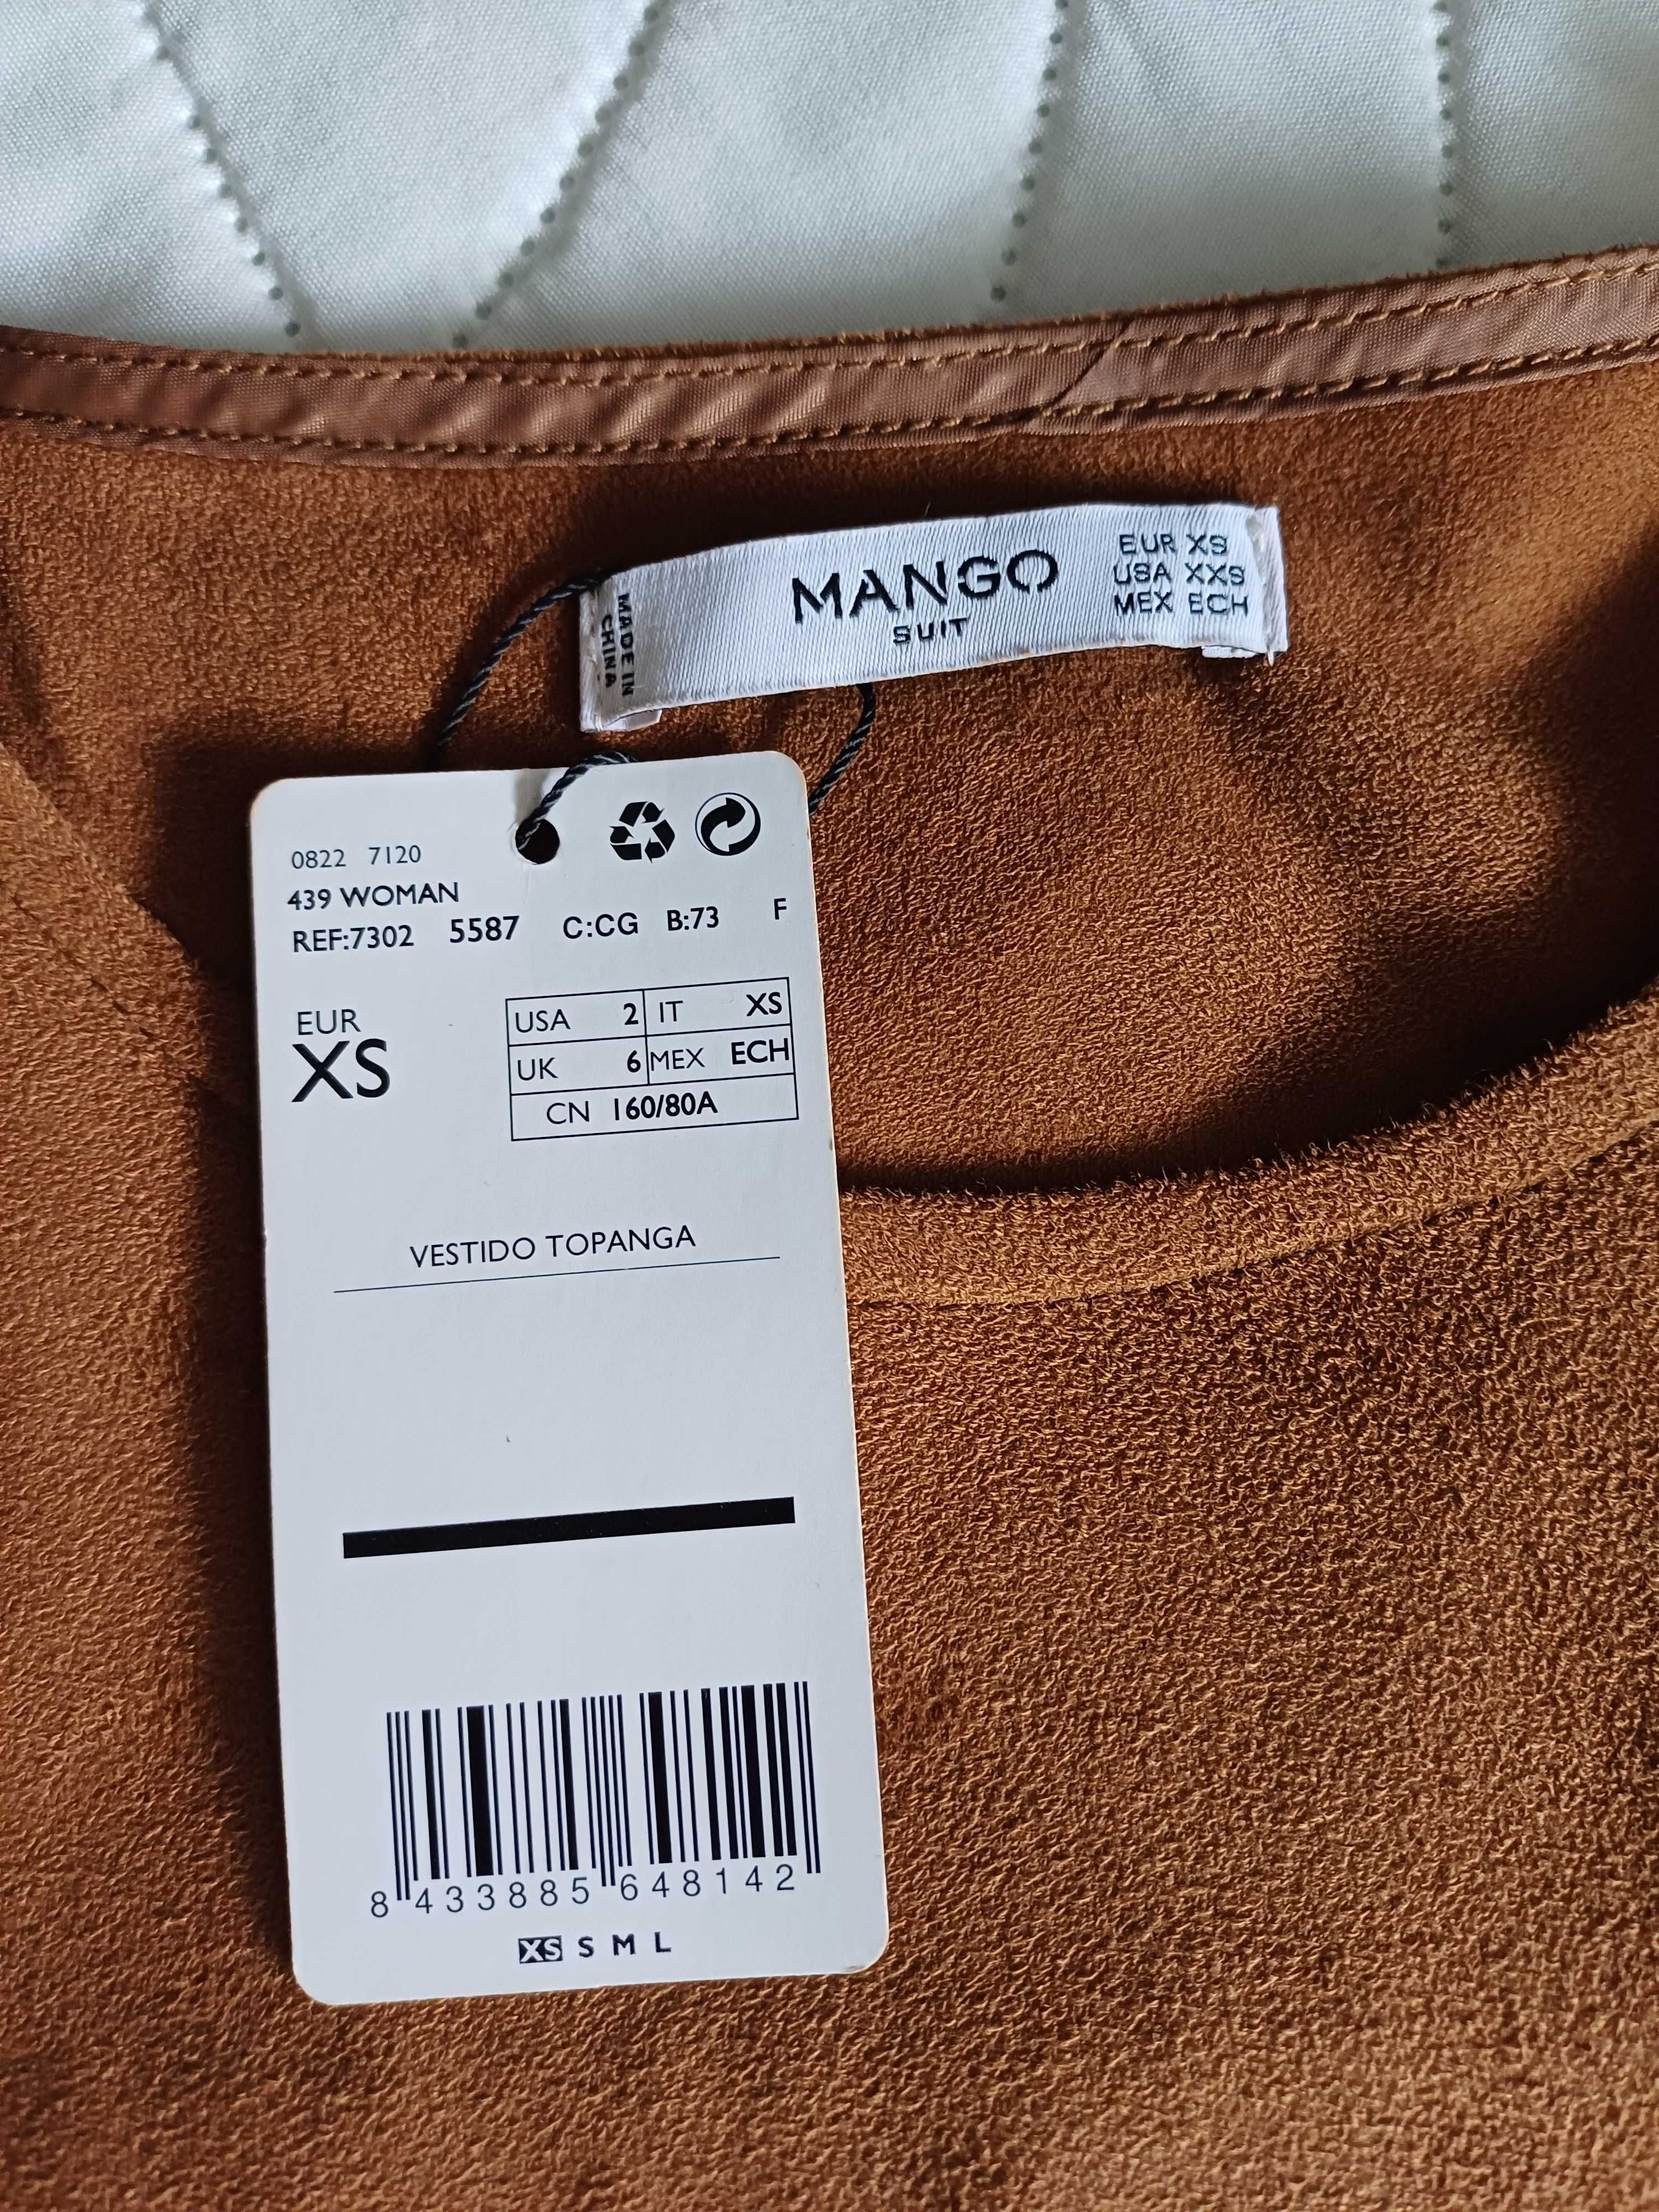 MANGO
SUIT
EUR XS
USA XXS
MEX ECH
MADE IN
CHINA
0822 7120
439 WOMAN
REF:7302 5587 C:CG B:73 F
EUR
XS
USA 2 IT XS
UK 6 MEX ECH
CN 160/80A
VESTIDO TOPANGA
8 433885 648142
XS S M L